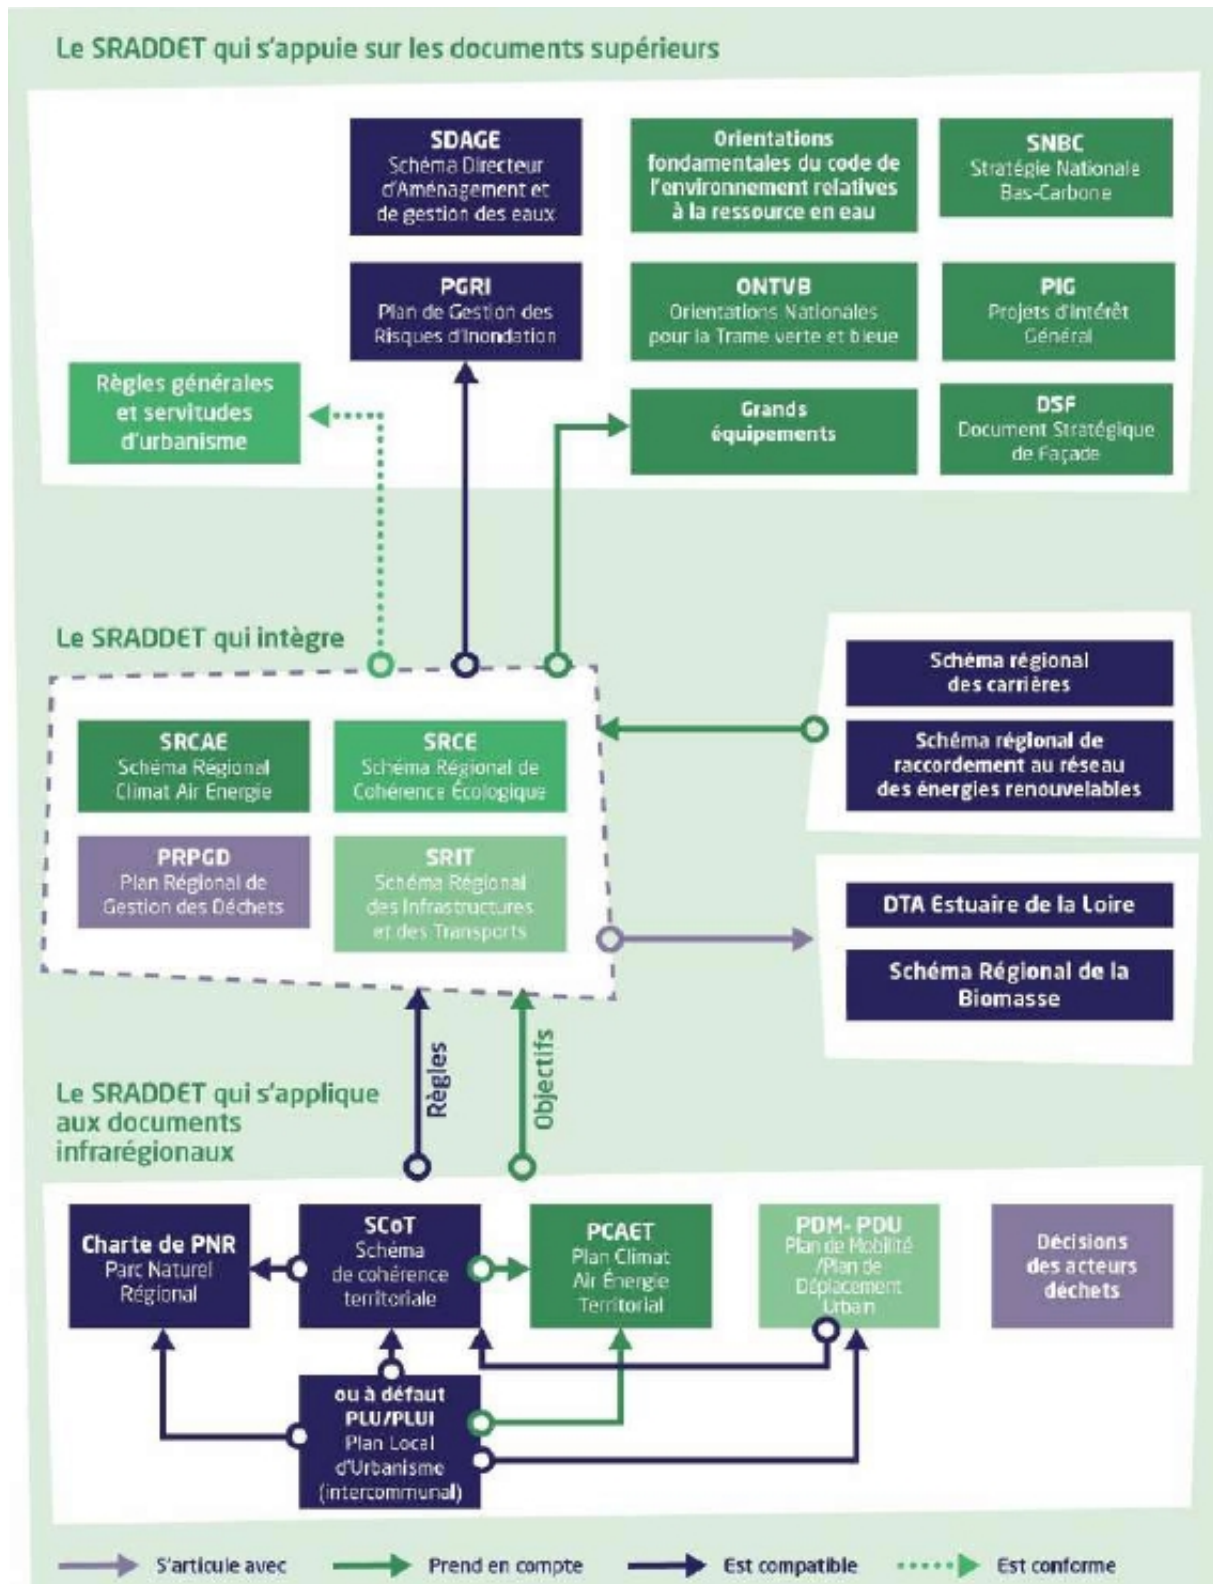 Le SRADDET qui s'appuie sur les documents supérieurs
SDAGE
Schéma Directeur
d'Aménagement et
de gestion des eaux
Orientations
fondamentales du code de
l'environnement relatives
à la ressource en eau
SNBC
Stratégie Nationale
Bas-Carbone
PGRI
Plan de Gestion des
Risques d'Inondation
ONTVB
Orientations Nationales
pour la Trame verte et bleue
PIG
Projets d'Intérêt
Général
Règles générales
et servitudes
d'urbanisme
Grands
équipements
DSF
Document Stratégique
de Façade
Le SRADDET qui intègre
Schéma régional
des carrières
SRCAE
Schéma Régional
Climat Air Energie
SRCE
Schéma Régional de
Cohérence Écologique
Schéma régional de
raccordement au réseau
des énergies renouvelables
PRPGD
Plan Régional de
Gestion des Déchets
SRIT
Schéma Régional
des Infrastructures
et des Transports
DTA Estuaire de la Loire
Schéma Régional de la
Biomasse
Règles
Objectifs
Le SRADDET qui s'applique
aux documents
infrarégionaux
Charte de PNR
Parc Naturel
Régional
SCoT
Schéma
de cohérence
territoriale
PCAET
Plan Climat
Air Énergie
Territorial
PDM- PDU
Plan de Mobilité
/Plan de
Déplacement
Urbain
Décisions
des acteurs
déchets
ou à défaut
PLU/PLUI
Plan Local
d'Urbanisme
(intercommunal)
S'articule avec
Prend en compte
Est compatible
Est conforme